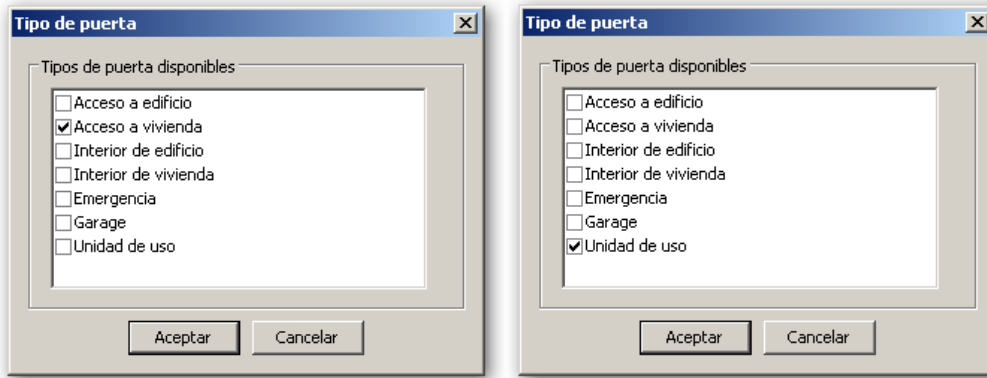 Tipo de puerta
Tipos de puerta disponibles
Acceso a edificio
Acceso a vivienda
Interior de edificio
Interior de vivienda
Emergencia
Garage
Unidad de uso
Aceptar Cancelar
Tipo de puerta
Tipos de puerta disponibles
Acceso a edificio
Acceso a vivienda
Interior de edificio
Interior de vivienda
Emergencia
Garage
Unidad de uso
Aceptar Cancelar